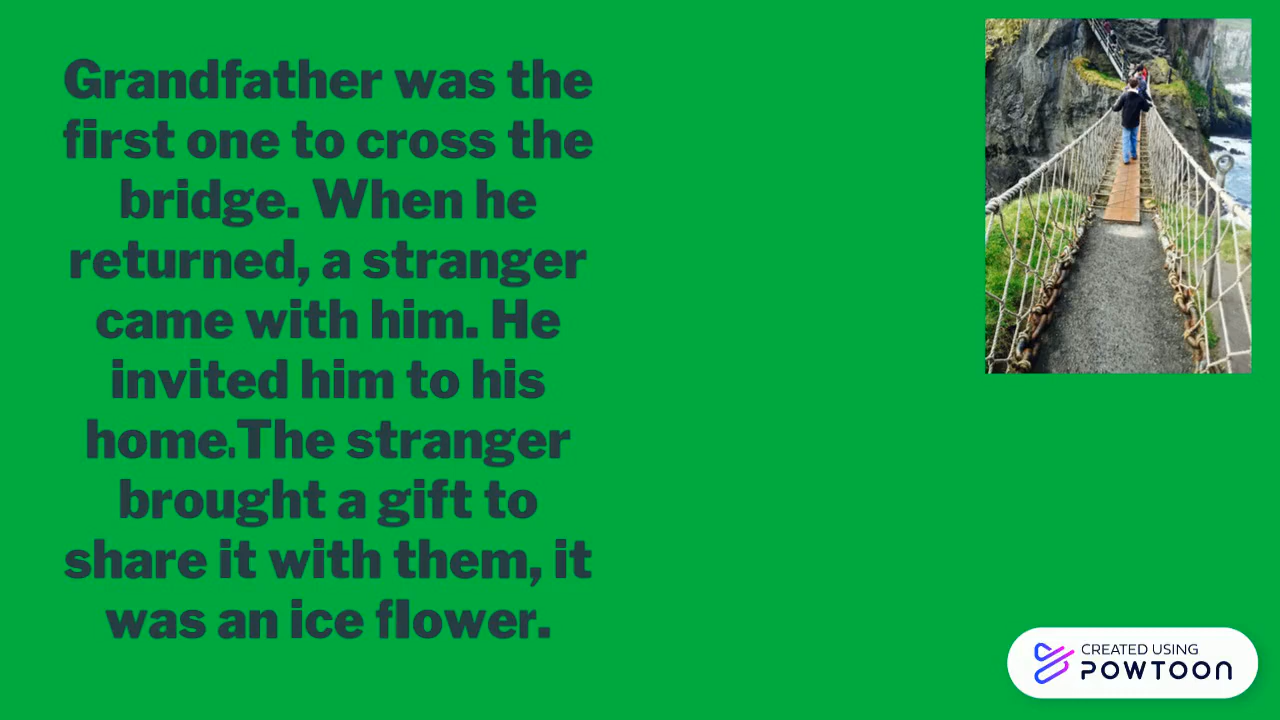 Grandfather was the
first one to cross the
bridge. When he
returned, a stranger
came with him. He
invited him to his
home.The stranger
brought a gift to
share it with them, it
was an ice flower.
CREATED USING
POWTOON